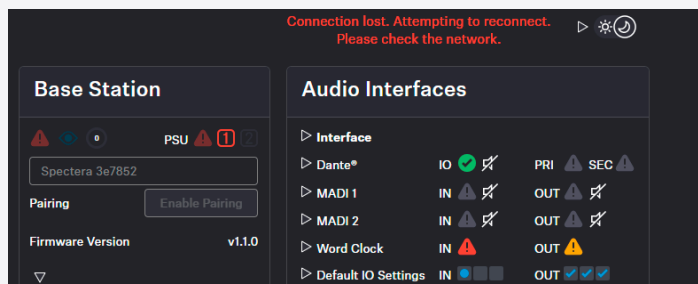 Connection lost. Attempting to reconnect.
Please check the network.
Base Station
0
PSU 1 2
Spectera 3e7852
Pairing Enable Pairing
Firmware Version v1.1.0
Audio Interfaces
Interface
Dante® IO PRI SEC
MADI 1 IN OUT
MADI 2 IN OUT
Word Clock IN OUT
Default IO Settings IN OUT